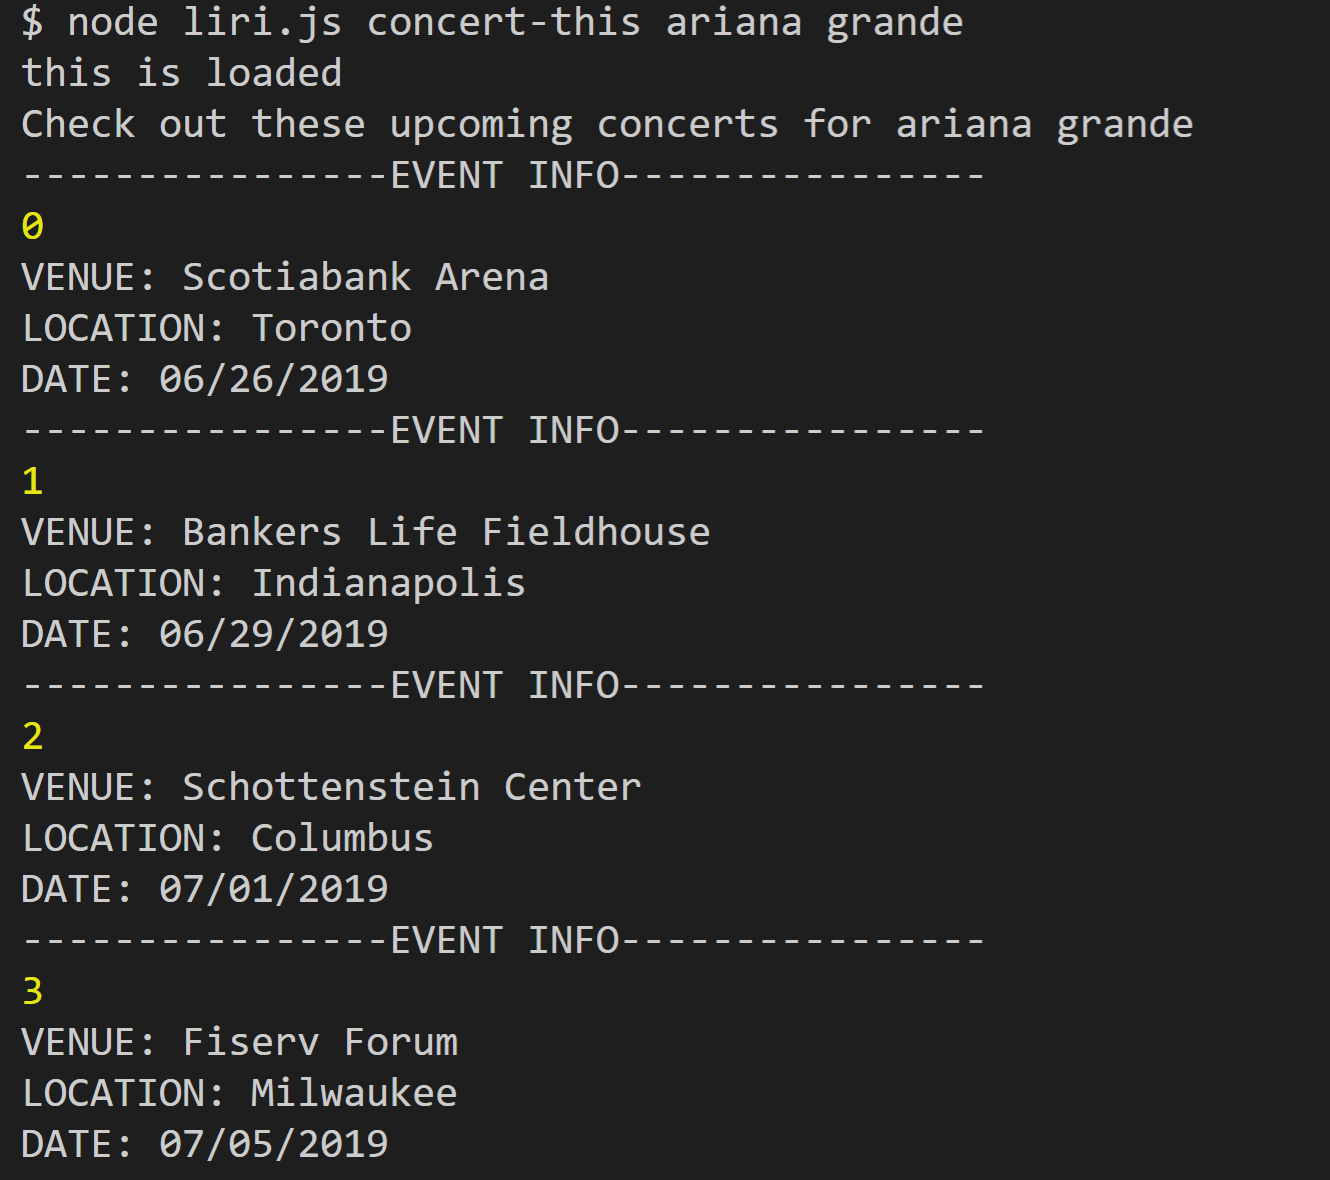 $ node liri.js concert-this ariana grande
this is loaded
Check out these upcoming concerts for ariana grande
----------------EVENT INFO----------------
0
VENUE: Scotiabank Arena
LOCATION: Toronto
DATE: 06/26/2019
----------------EVENT INFO----------------
1
VENUE: Bankers Life Fieldhouse
LOCATION: Indianapolis
DATE: 06/29/2019
----------------EVENT INFO----------------
2
VENUE: Schottenstein Center
LOCATION: Columbus
DATE: 07/01/2019
----------------EVENT INFO----------------
3
VENUE: Fiserv Forum
LOCATION: Milwaukee
DATE: 07/05/2019